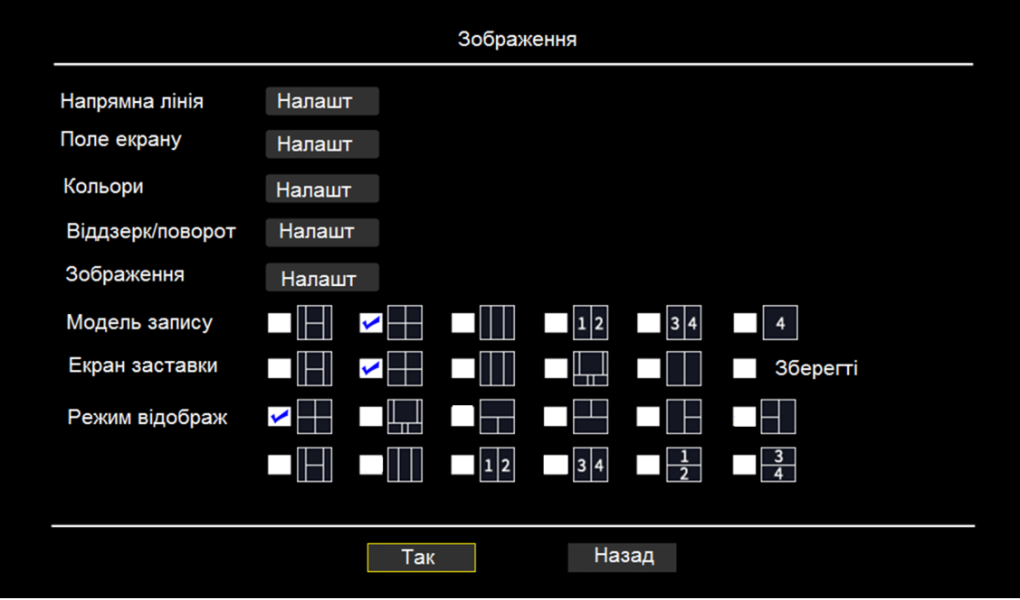 Зображення
Напрямна лінія Налашт
Поле екрану Налашт
Кольори Налашт
Віддзерк/поворот Налашт
Зображення Налашт
Модель запису 1 2 3 4 4
Екран заставки Зберегті
Режим відображ
1 2 3 4 1 2 3 4
Так Назад